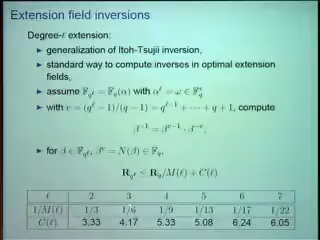 Extension field inversions
Degree-ℓ extension:
▶ generalization of Itoh-Tsujii inversion,
▶ standard way to compute inverses in optimal extension
fields,
▶ assume 𝔽_{q^ℓ} = 𝔽_q(α) with α^ℓ = ω ∈ 𝔽_q^*
▶ with v = (q^ℓ − 1)/(q − 1) = q^{ℓ−1} + ⋯ + q + 1, compute
β^{−1} = β^{v−1} · β^{−v},
▶ for β ∈ 𝔽_{q^ℓ}, β^v = N(β) ∈ 𝔽_q,
R_{q^ℓ} ≤ R_q/M(ℓ) + C(ℓ)
ℓ 2 3 4 5 6 7
1/M(ℓ) 1/3 1/6 1/9 1/13 1/17 1/22
C(ℓ) 3.33 4.17 5.33 5.08 6.24 6.05